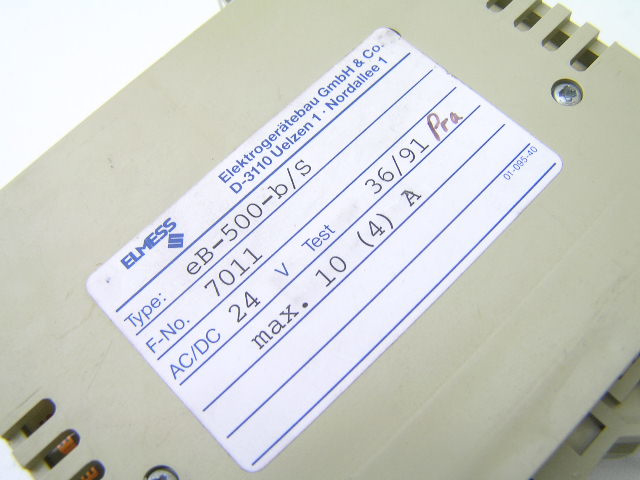 ELMESS
Elektrogerätebau GmbH & Co.
D-3110 Uelzen 1 · Nordallee 1
Type: eB-500-b/S
F-No. 7011 Test 36/91 Pra
AC/DC 24 V
max. 10 (4) A
01-095-40